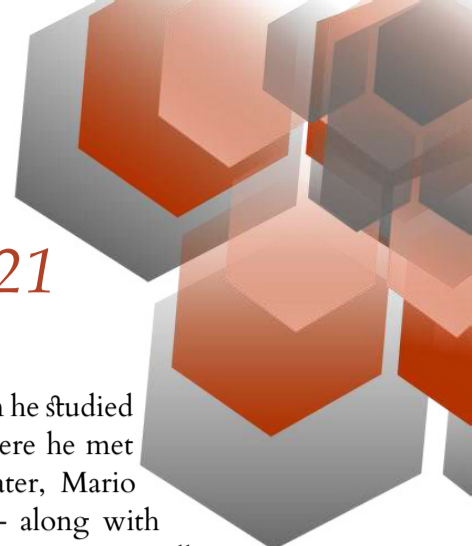 21
he studied
ere he met
ater, Mario
- along with